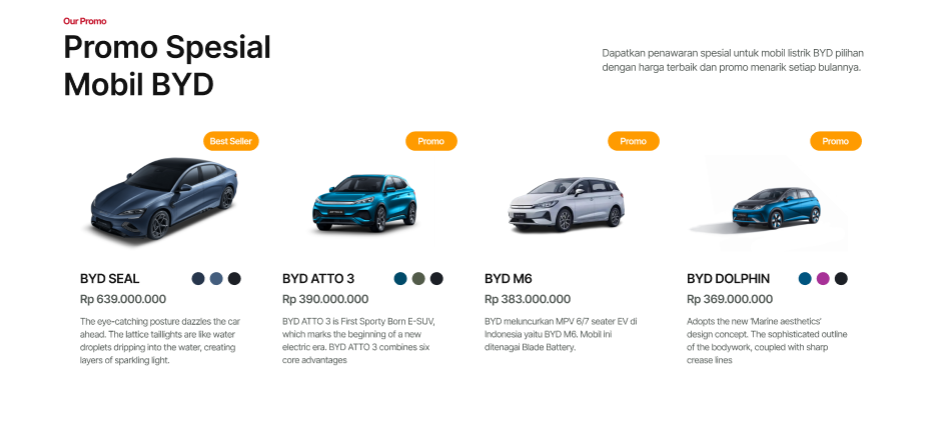 Our Promo
Promo Spesial
Mobil BYD
Dapatkan penawaran spesial untuk mobil listrik BYD pilihan
dengan harga terbaik dan promo menarik setiap bulannya.
Best Seller
BYD SEAL
Rp 639.000.000
The eye-catching posture dazzles the car
ahead. The lattice taillights are like water
droplets dripping into the water, creating
layers of sparkling light.
Promo
BYD ATTO 3
Rp 390.000.000
BYD ATTO 3 is First Sporty Born E-SUV,
which marks the beginning of a new
electric era. BYD ATTO 3 combines six
core advantages
Promo
BYD M6
Rp 383.000.000
BYD meluncurkan MPV 6/7 seater EV di
Indonesia yaitu BYD M6. Mobil ini
ditenagai Blade Battery.
Promo
BYD DOLPHIN
Rp 369.000.000
Adopts the new 'Marine aesthetics'
design concept. The sophisticated outline
of the bodywork, coupled with sharp
crease lines